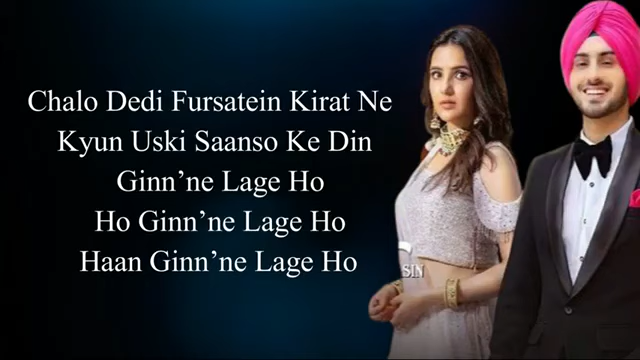 Chalo Dedi Fursatein Kirat Ne
Kyun Uski Saanso Ke Din
Ginn’ne Lage Ho
Ho Ginn’ne Lage Ho
Haan Ginn’ne Lage Ho
SIN